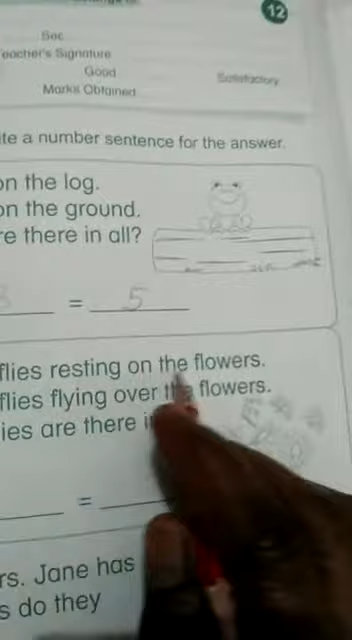 12
Sec
Teacher's Signature
Good
Satisfactory
Marks Obtained
ite a number sentence for the answer.
on the log.
on the ground.
re there in all?
3 = 5
flies resting on the flowers.
flies flying over the flowers.
ies are there i
=
rs. Jane has
s do they